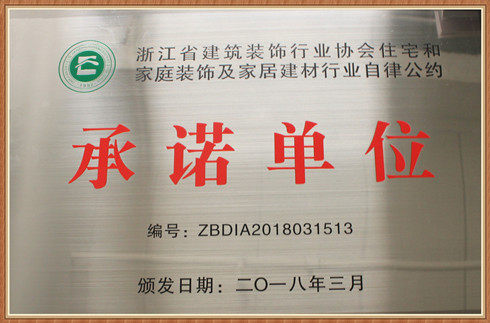 浙江省建筑装饰行业协会住宅和
家庭装饰及家居建材行业自律公约
承诺单位
编号：ZBDIA2018031513
颁发日期：二〇一八年三月